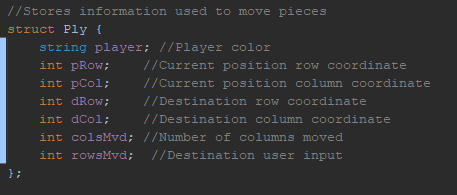 //Stores information used to move pieces
struct Ply {
    string player; //Player color
    int pRow;    //Current position row coordinate
    int pCol;    //Current position column coordinate
    int dRow;    //Destination row coordinate
    int dCol;    //Destination column coordinate
    int colsMvd; //Number of columns moved
    int rowsMvd;  //Destination user input
};